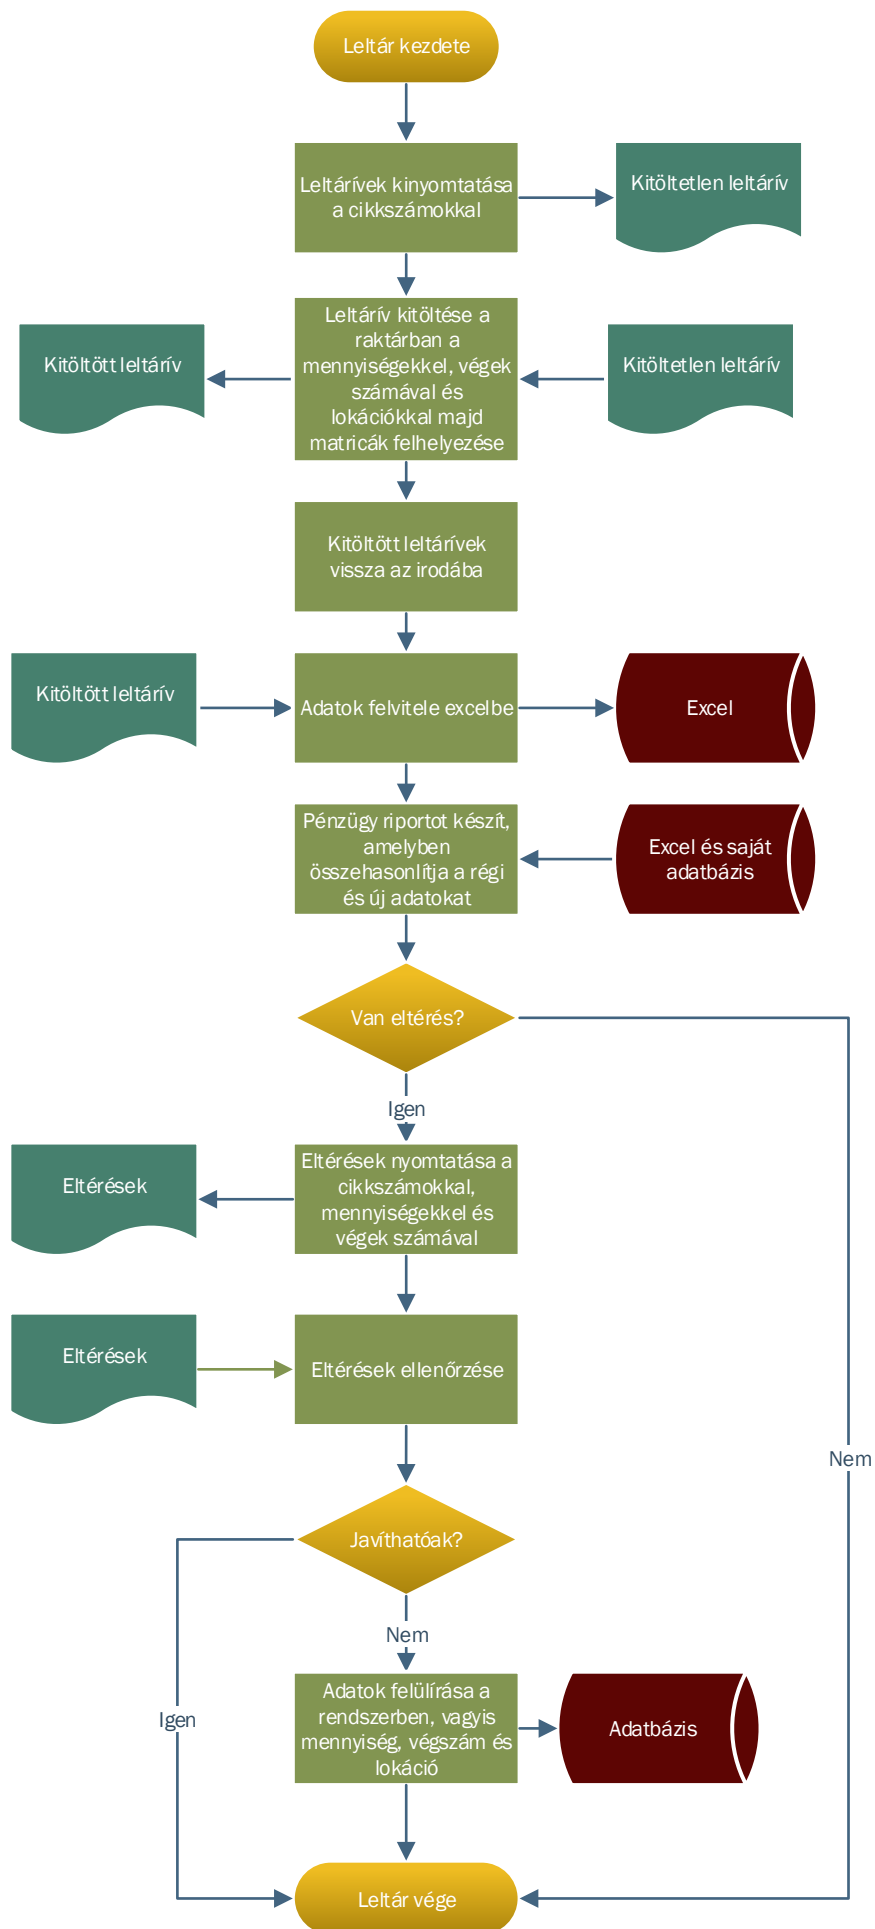 Leltár kezdete
Leltárívek kinyomtatása
a cikkszámokkal
Kitöltetlen leltárív
Kitöltött leltárív
Leltárív kitöltése a
raktárban a
mennyiségekkel, végek
számával és
lokációkkal majd
matricák felhelyezése
Kitöltetlen leltárív
Kitöltött leltárívek
vissza az irodába
Kitöltött leltárív
Adatok felvitele excelbe
Excel
Pénzügy riportot készít,
amelyben
összehasonlítja a régi
és új adatokat
Excel és saját
adatbázis
Van eltérés?
Igen
Eltérések
Eltérések nyomtatása a
cikkszámokkal,
mennyiségekkel és
végek számával
Eltérések
Eltérések ellenőrzése
Nem
Javíthatóak?
Nem
Igen
Adatok felülírása a
rendszerben, vagyis
mennyiség, végszám és
lokáció
Adatbázis
Leltár vége